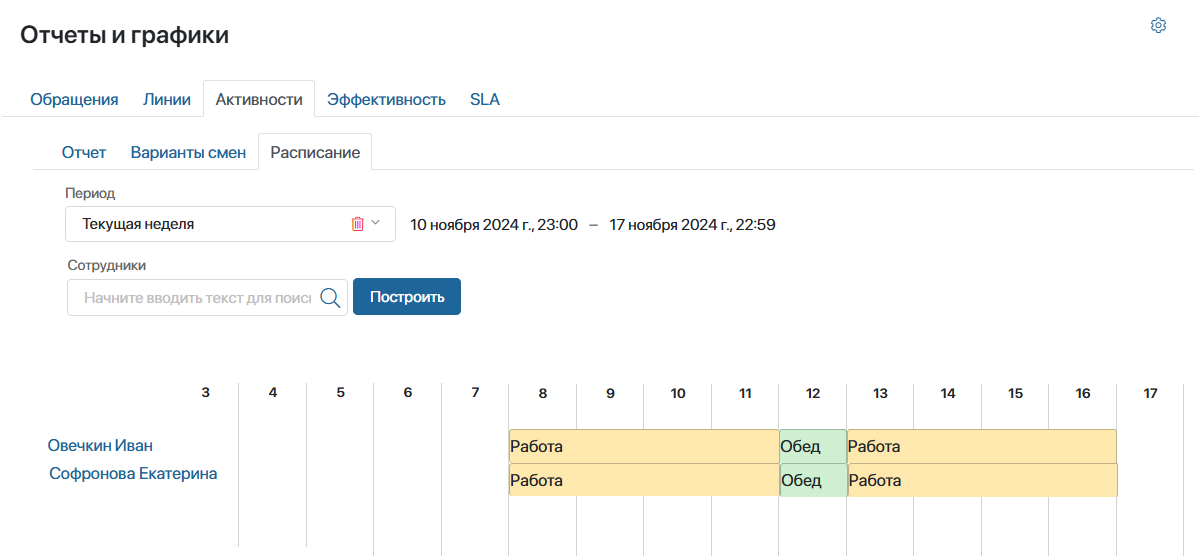 Отчеты и графики
Обращения Линии Активности Эффективность SLA
Отчет Варианты смен Расписание
Период
Текущая неделя 10 ноября 2024 г., 23:00 – 17 ноября 2024 г., 22:59
Сотрудники
Начните вводить текст для поис Построить
3 4 5 6 7 8 9 10 11 12 13 14 15 16 17
Овечкин Иван Работа Обед Работа
Софронова Екатерина Работа Обед Работа